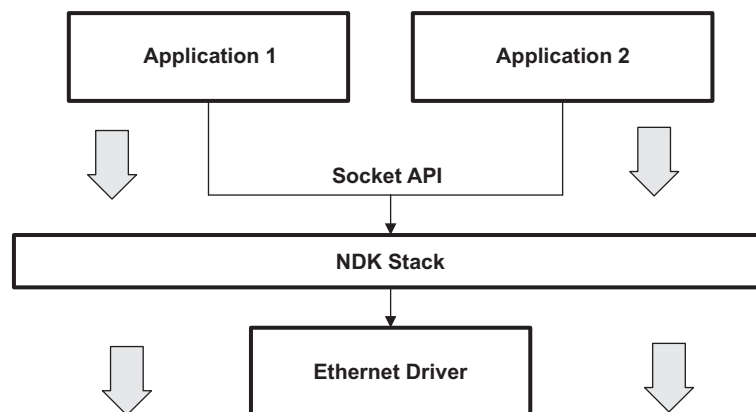 Application 1
Application 2
Socket API
NDK Stack
Ethernet Driver